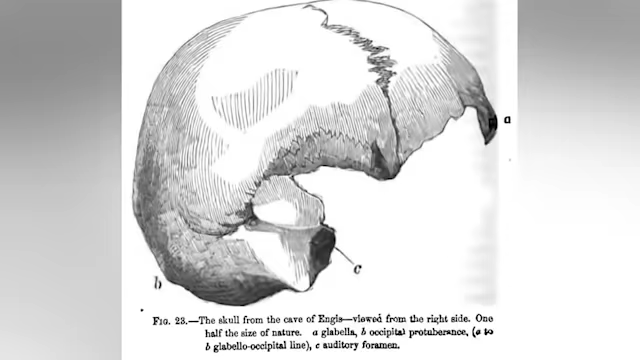 a
c
b
FIG. 23.—The skull from the cave of Engis—viewed from the right side. One
half the size of nature. a glabella, b occipital protuberance, (a to
b glabello-occipital line), c auditory foramen.